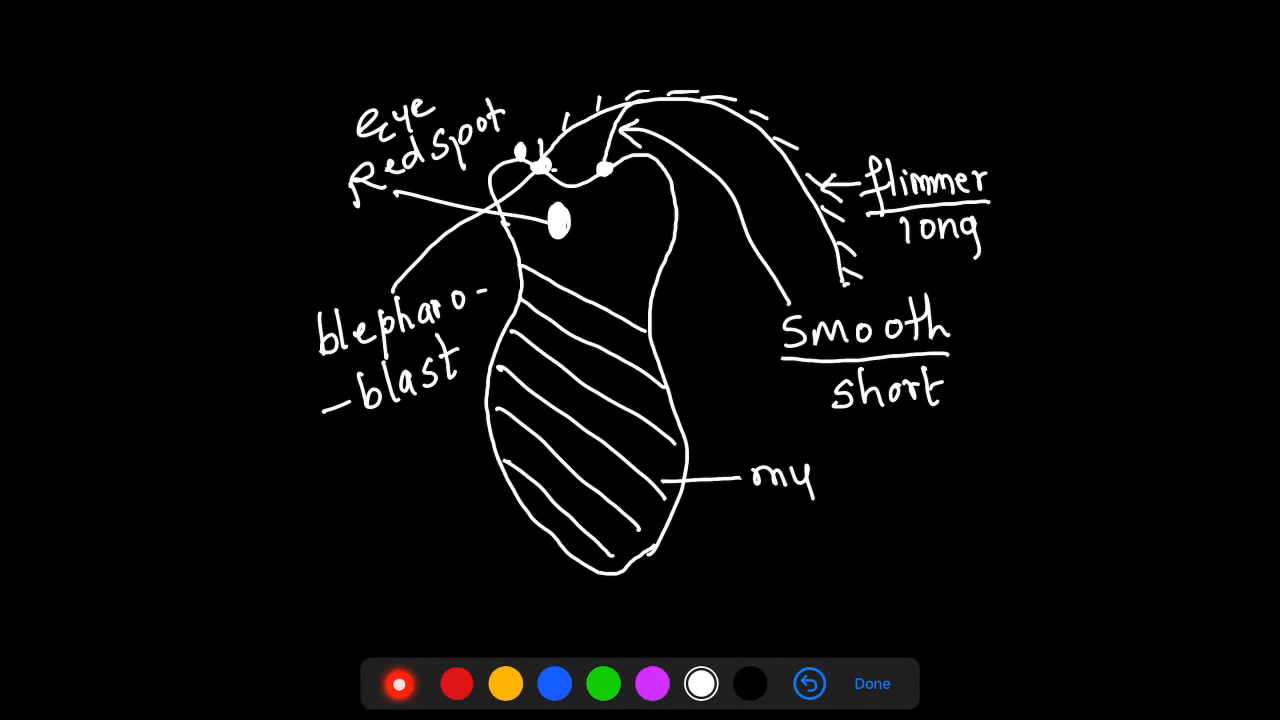 eye
Red spot
blepharo-
-blast
flimmer
long
smooth
short
my
Done